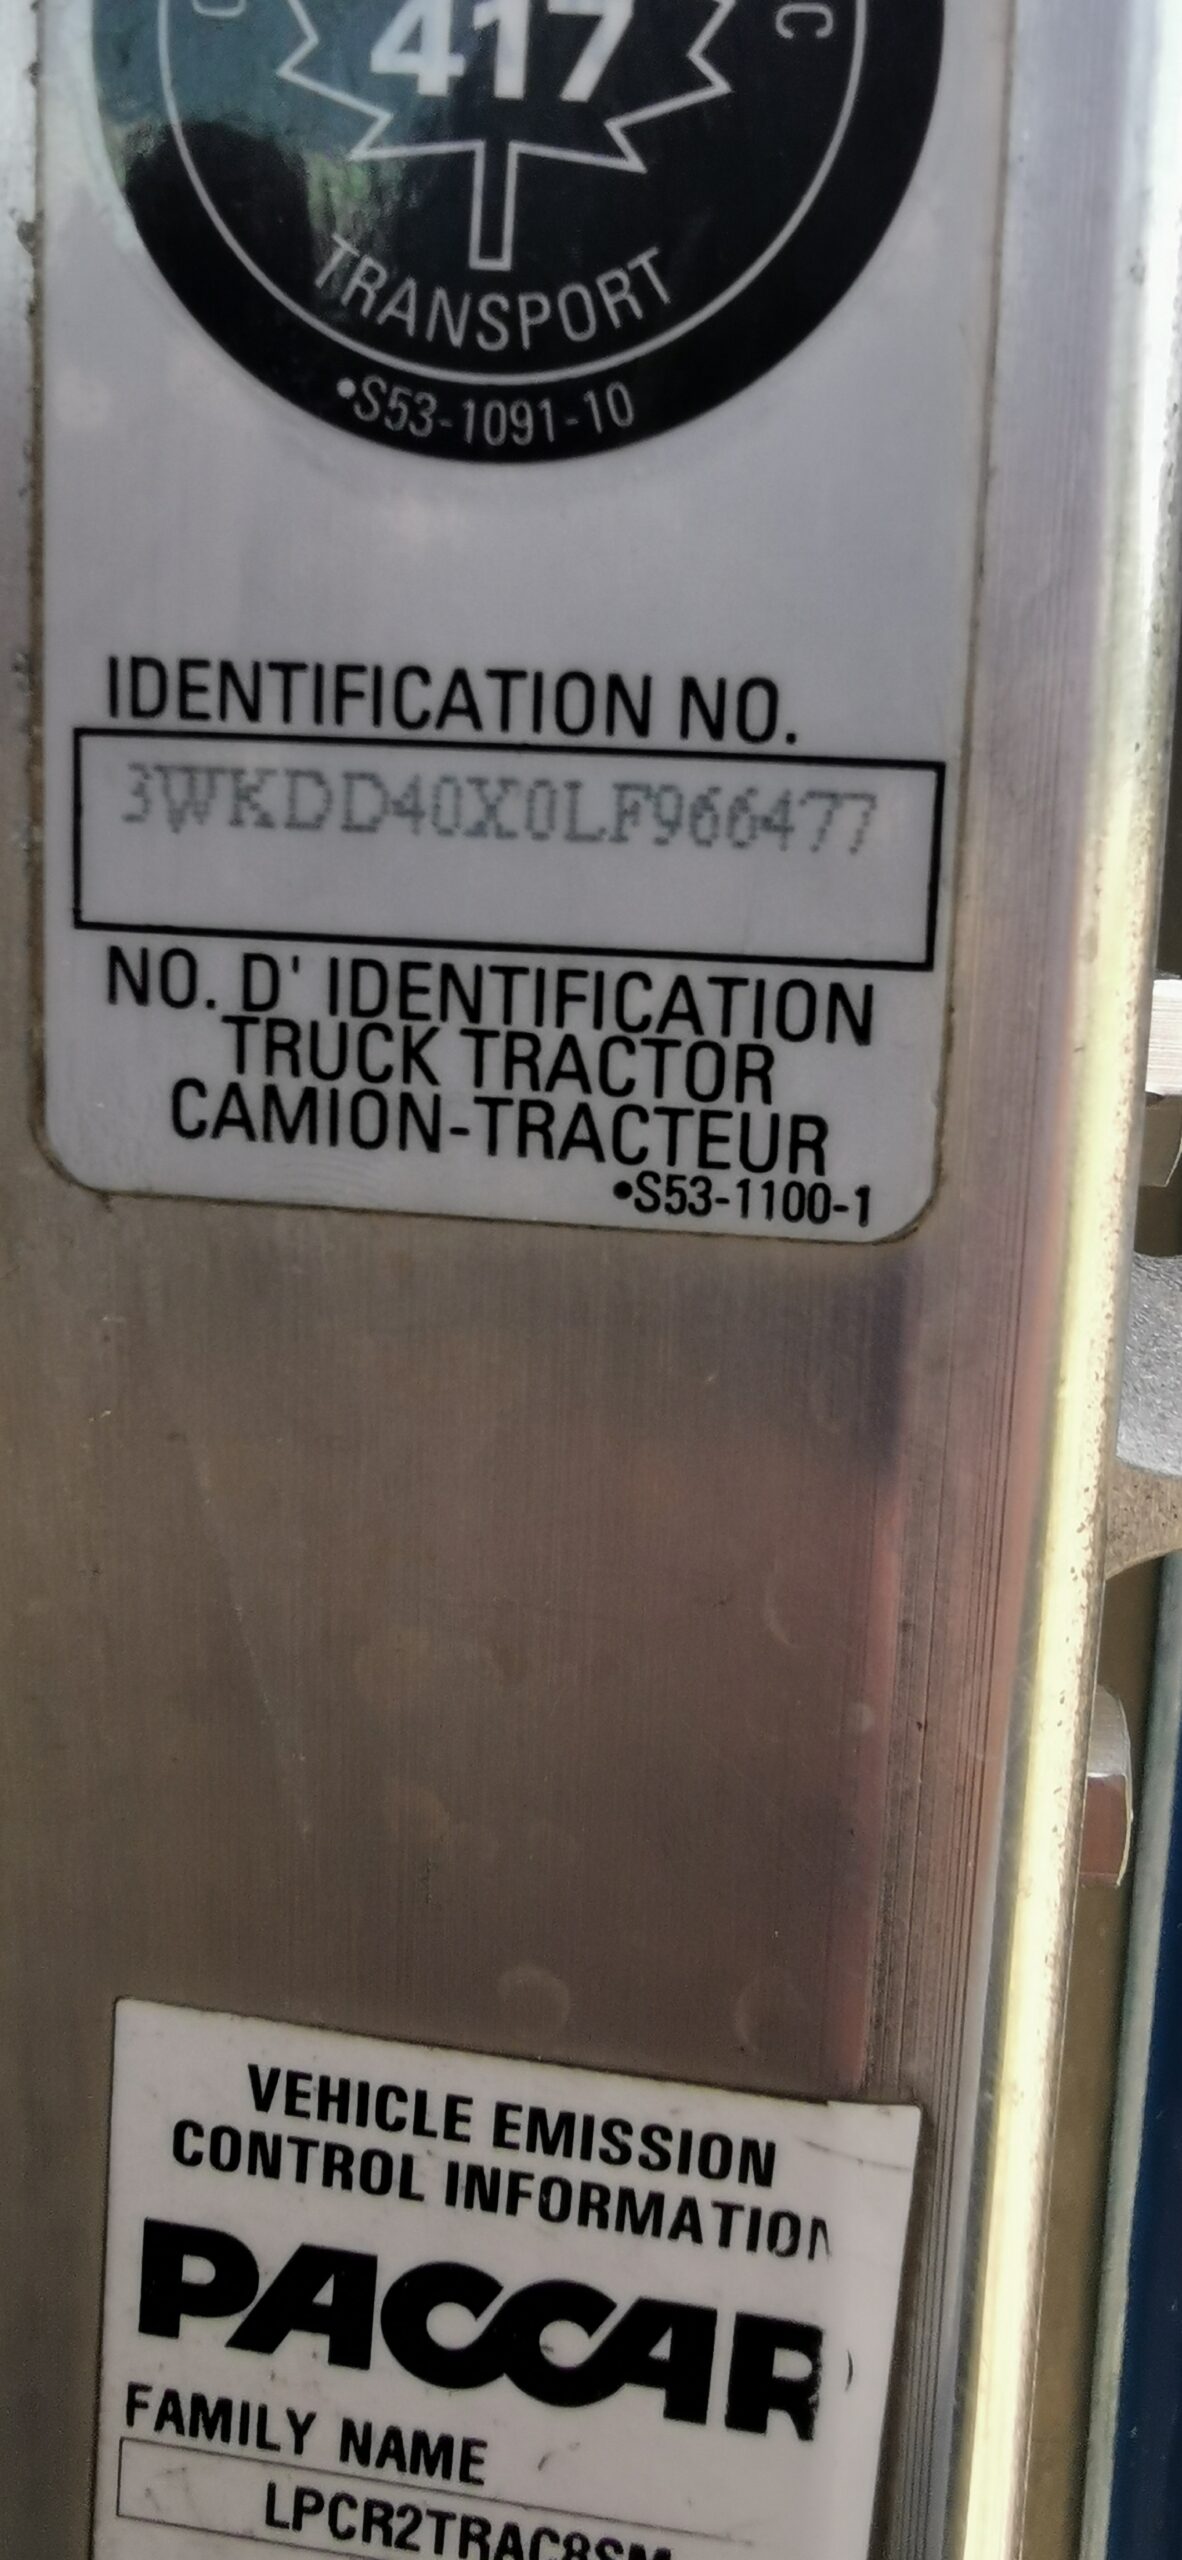 417
C
TRANSPORT
•S53-1091-10
IDENTIFICATION NO.
3WKDD40X0LF966477
NO. D' IDENTIFICATION
TRUCK TRACTOR
CAMION-TRACTEUR
•S53-1100-1
VEHICLE EMISSION
CONTROL INFORMATION
PACCAR
FAMILY NAME
LPCR2TRAC8SM